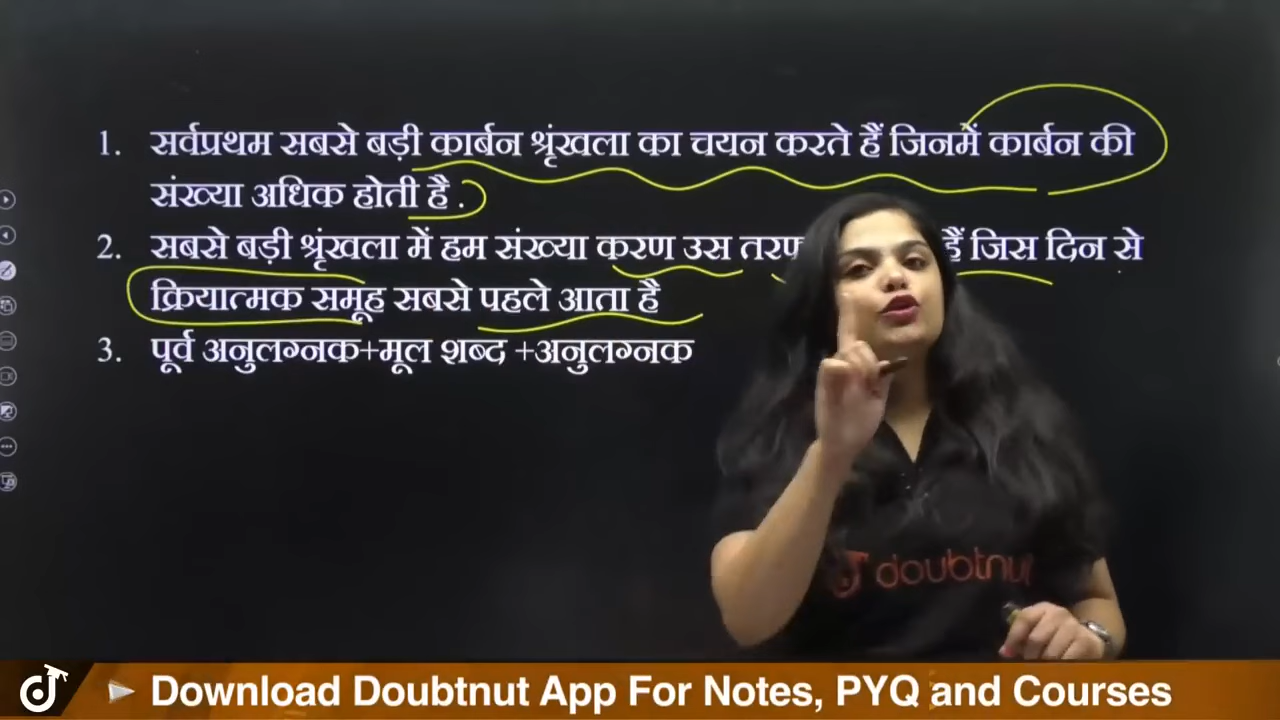 1. सर्वप्रथम सबसे बड़ी कार्बन श्रृंखला का चयन करते हैं जिनमें कार्बन की
संख्या अधिक होती है .
2. सबसे बड़ी श्रृंखला में हम संख्या करण उस हैं जिस दिन से
क्रियात्मक समूह सबसे पहले आता है
3. पूर्व अनुलग्नक+मूल शब्द +अनुलग्नक
doubtnut
Download Doubtnut App For Notes, PYQ and Courses